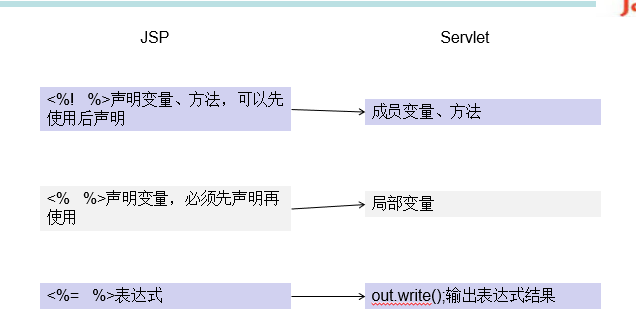 JSP
Servlet
<%! %>声明变量、方法，可以先
使用后声明
成员变量、方法
<% %>声明变量，必须先声明再
使用
局部变量
<%= %>表达式
out.write();输出表达式结果